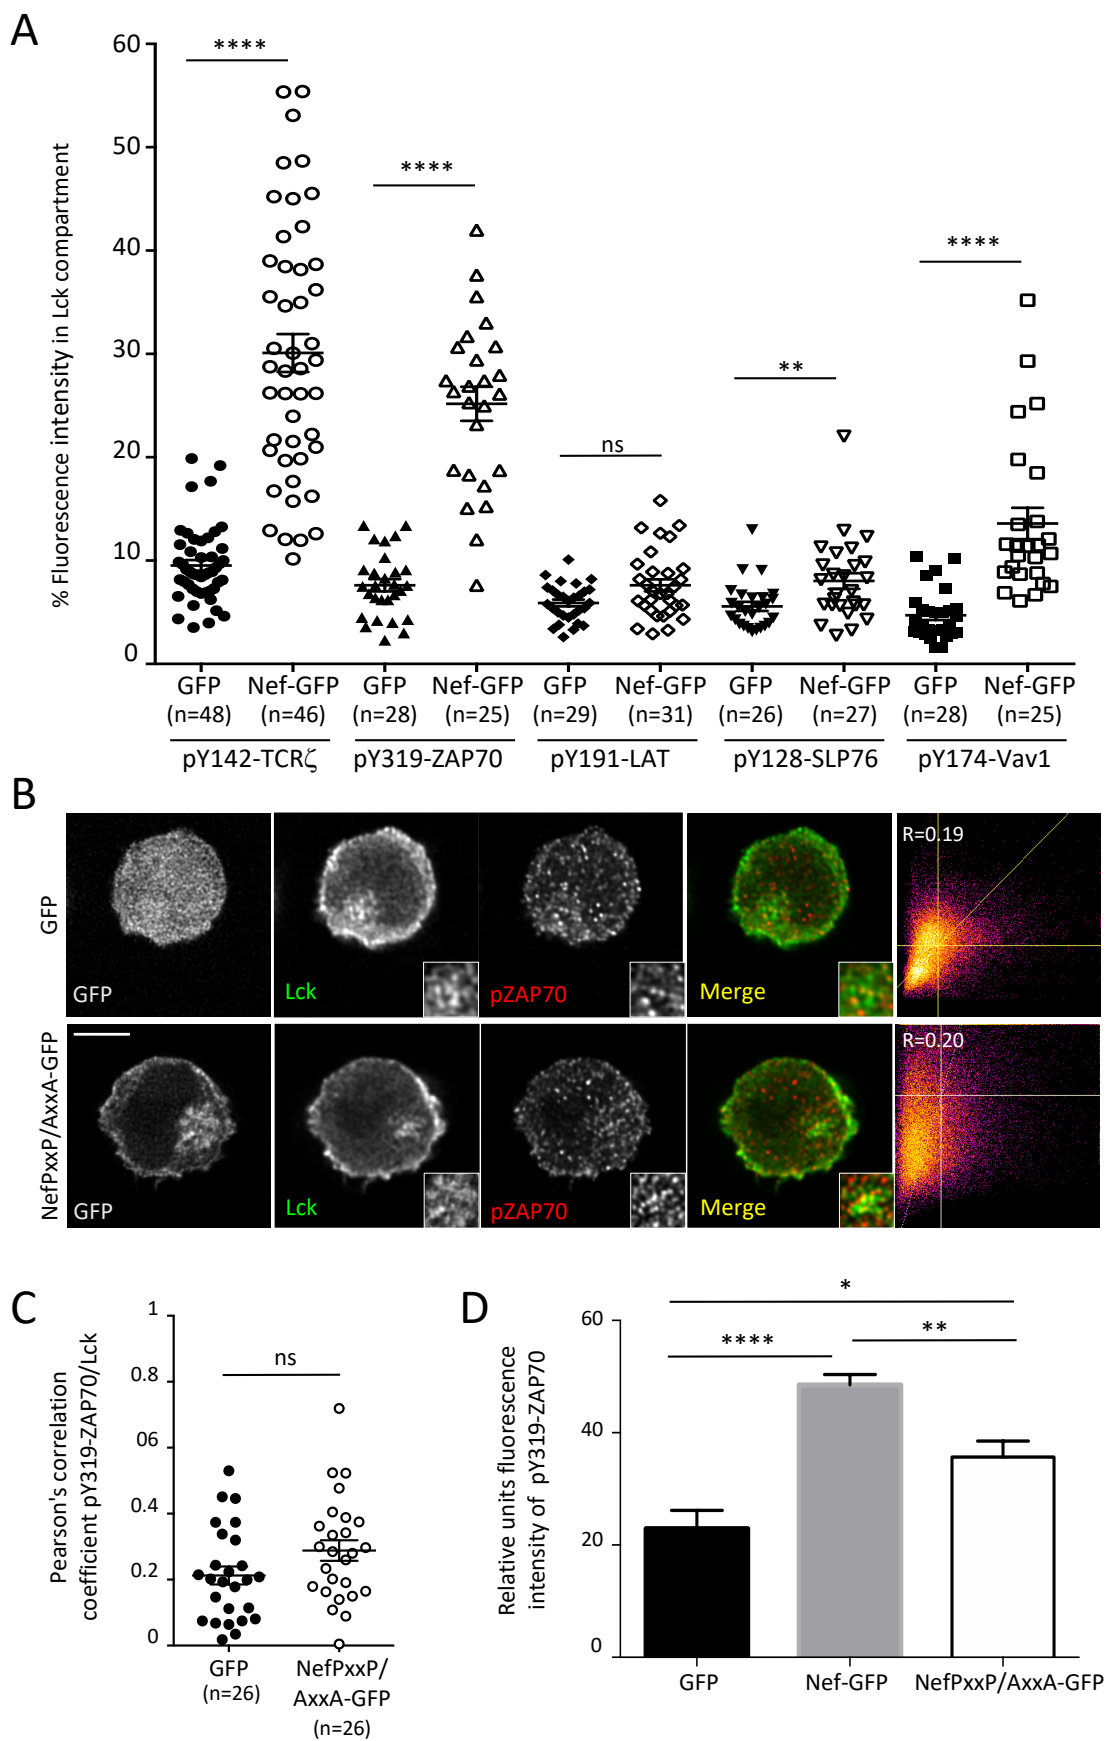 A
% Fluorescence intensity in Lck compartment
60
50
40
30
20
10
0
****
****
ns
**
****
GFP Nef-GFP GFP Nef-GFP GFP Nef-GFP GFP Nef-GFP GFP Nef-GFP
(n=48) (n=46) (n=28) (n=25) (n=29) (n=31) (n=26) (n=27) (n=28) (n=25)
pY142-TCRζ pY319-ZAP70 pY191-LAT pY128-SLP76 pY174-Vav1
B
GFP
GFP
Lck
pZAP70
Merge
R=0.19
NefPxxP/AxxA-GFP
GFP
Lck
pZAP70
Merge
R=0.20
C
Pearson's correlation
coefficient pY319-ZAP70/Lck
1
0.8
06
0.4
0.2
0
ns
GFP
(n=26)
NefPxxP/
AxxA-GFP
(n=26)
D
Relative units fluorescence
intensity of pY319-ZAP70
60
40
20
0
*
****
**
GFP Nef-GFP NefPxxP/AxxA-GFP